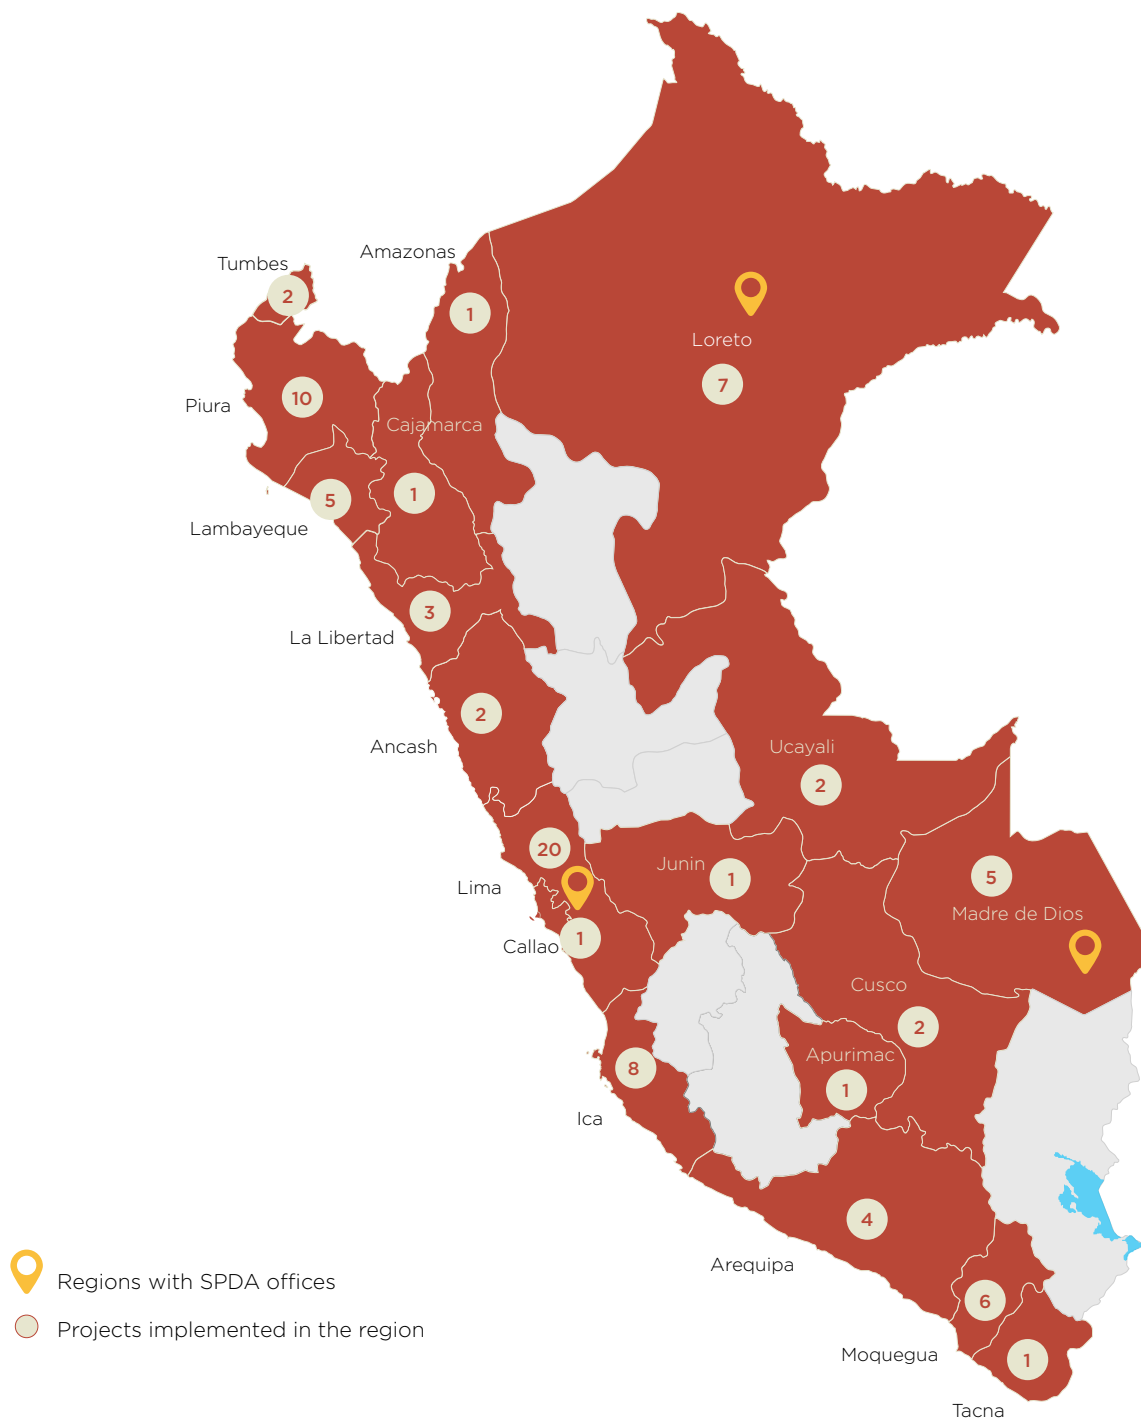 Amazonas
Tumbes
2
1
Loreto
7
Piura
10
Cajamarca
1
5
Lambayeque
3
La Libertad
2
Ancash
Ucayali
2
20
Junin
1
5
Lima
Madre de Dios
Callao
1
Cusco
2
Apurimac
8
1
Ica
4
Arequipa
Regions with SPDA offices
6
Projects implemented in the region
Moquegua
1
Tacna